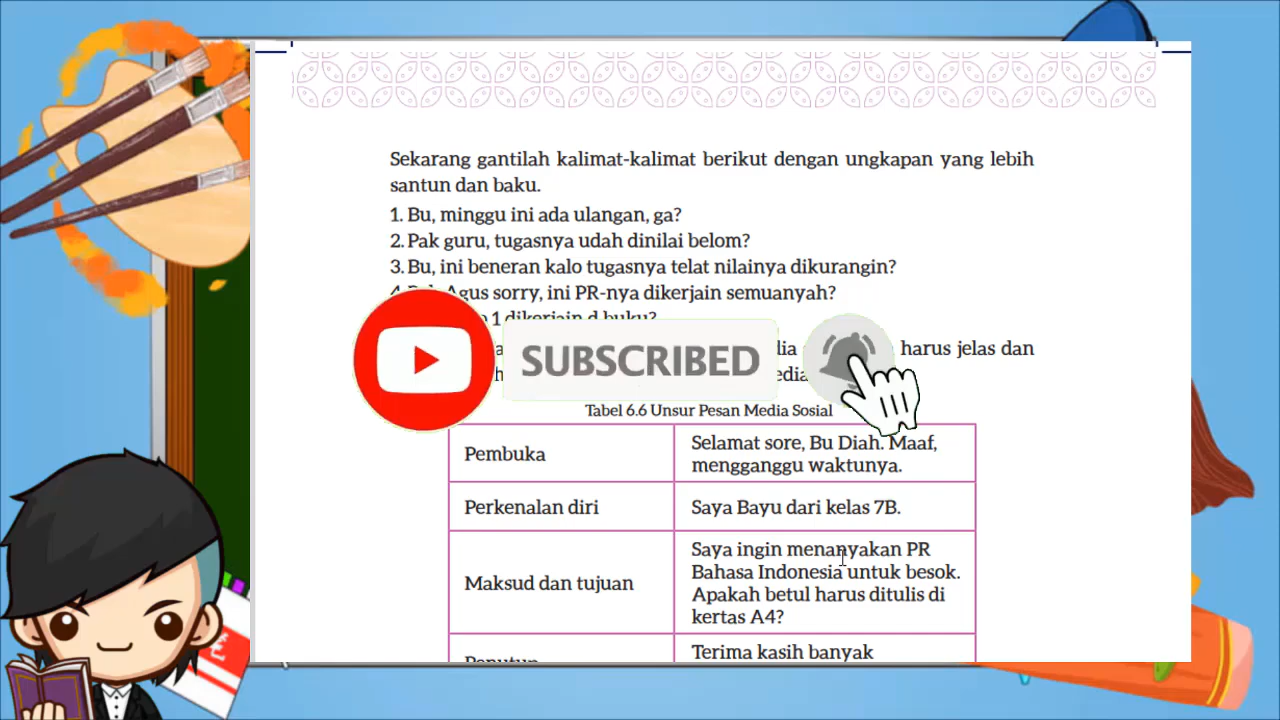 Sekarang gantilah kalimat-kalimat berikut dengan ungkapan yang lebih
santun dan baku.
1. Bu, minggu ini ada ulangan, ga?
2. Pak guru, tugasnya udah dinilai belom?
3. Bu, ini beneran kalo tugasnya telat nilainya dikurangin?
Agus sorry, ini PR-nya dikerjain semuanyah?
1 dikerjain d buku?
harus jelas dan
SUBSCRIBED
Tabel 6.6 Unsur Pesan Media Sosial
Pembuka
Selamat sore, Bu Diah. Maaf,
mengganggu waktunya.
Perkenalan diri
Saya Bayu dari kelas 7B.
Maksud dan tujuan
Saya ingin menanyakan PR
Bahasa Indonesia untuk besok.
Apakah betul harus ditulis di
kertas A4?
Terima kasih banyak